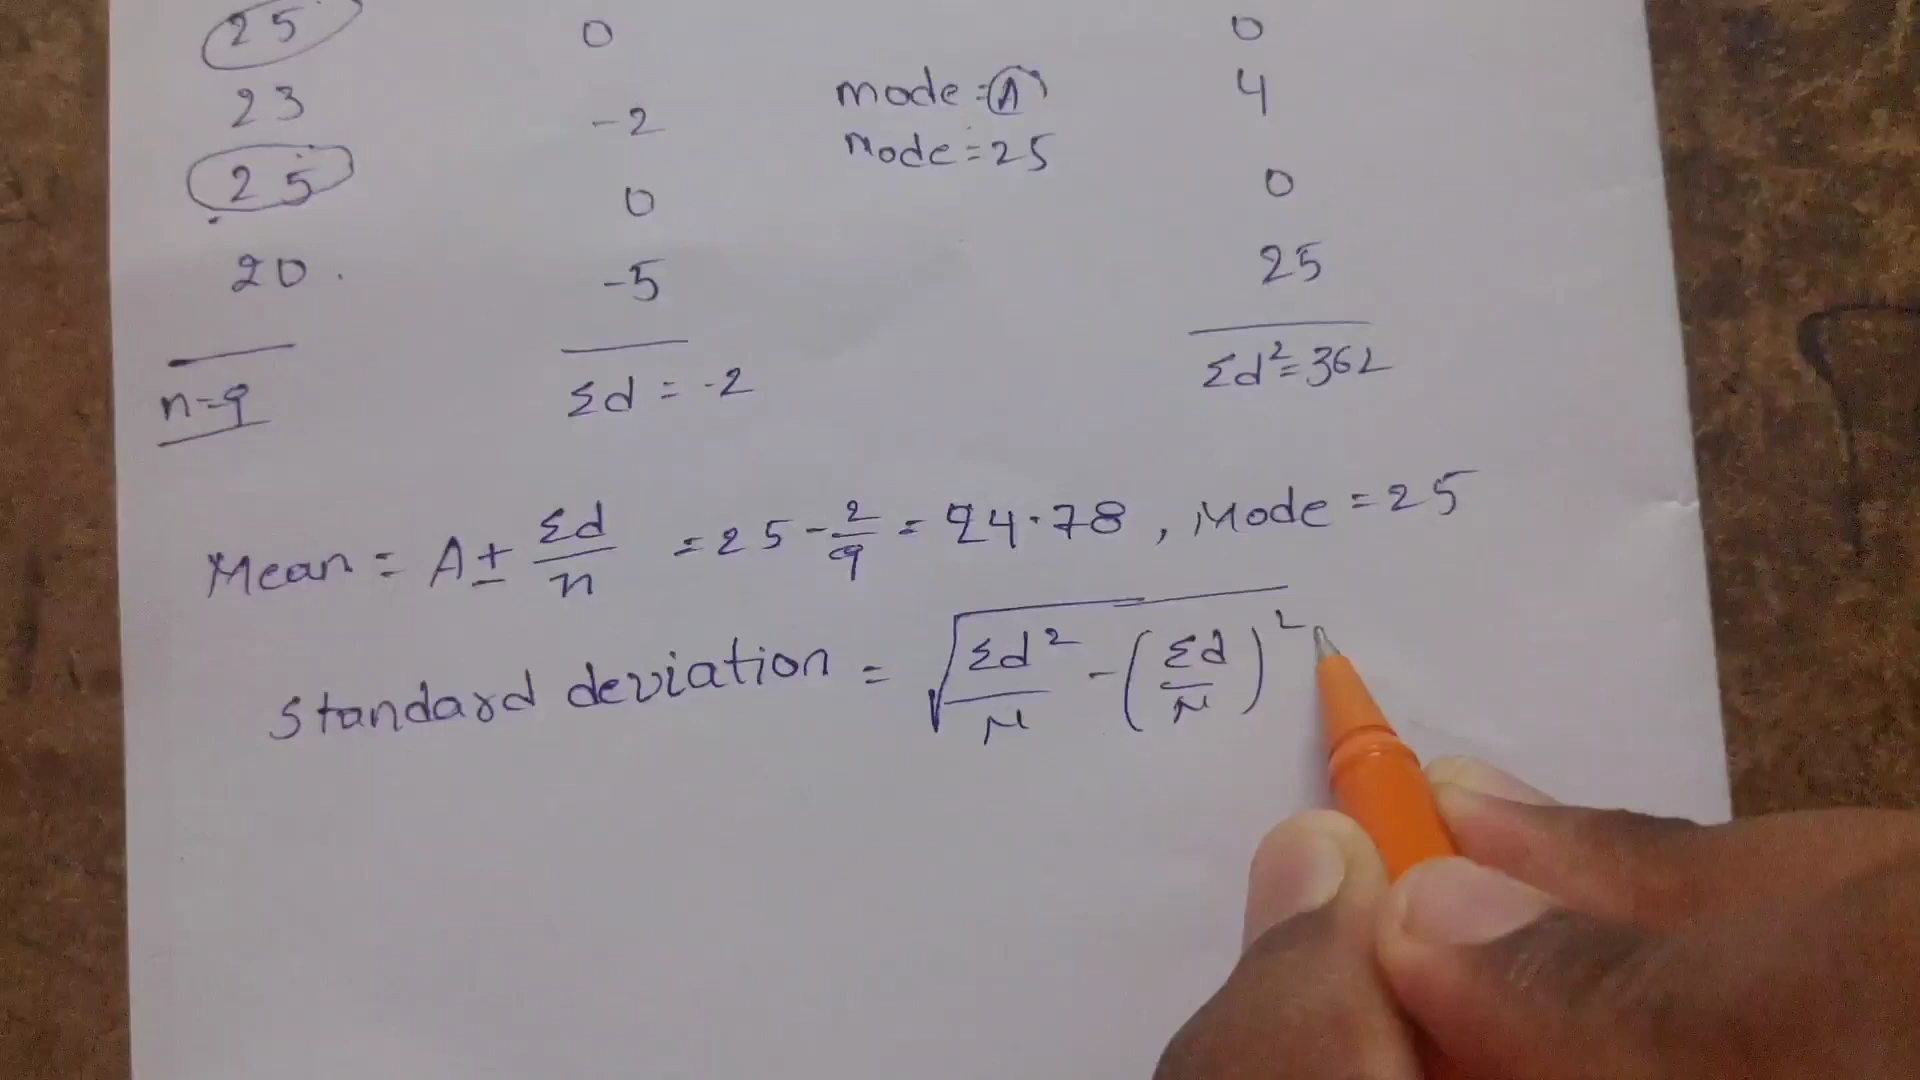 25 0 0
23 -2 mode = A 4
Mode = 25
25 0 0
20 . -5 25
n=9 Σd = -2 Σd²=362
Mean = A ± Σd/n = 25 - 2/9 = 24.78 , Mode = 25
Standard deviation = √(Σd²/N - (Σd/N)²)